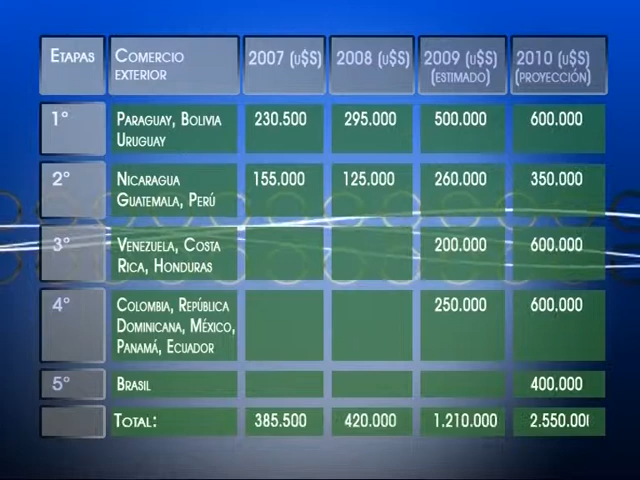 Etapas Comercio exterior 2007 (u$s) 2008 (u$s) 2009 (u$s) (estimado) 2010 (u$s) (proyección)
1° Paraguay, Bolivia 230.500 295.000 500.000 600.000
Uruguay
2° Nicaragua 155.000 125.000 260.000 350.000
Guatemala, Perú
3° Venezuela, Costa 200.000 600.000
Rica, Honduras
4° Colombia, República 250.000 600.000
Dominicana, México,
Panamá, Ecuador
5° Brasil 400.000
Total: 385.500 420.000 1.210.000 2.550.00